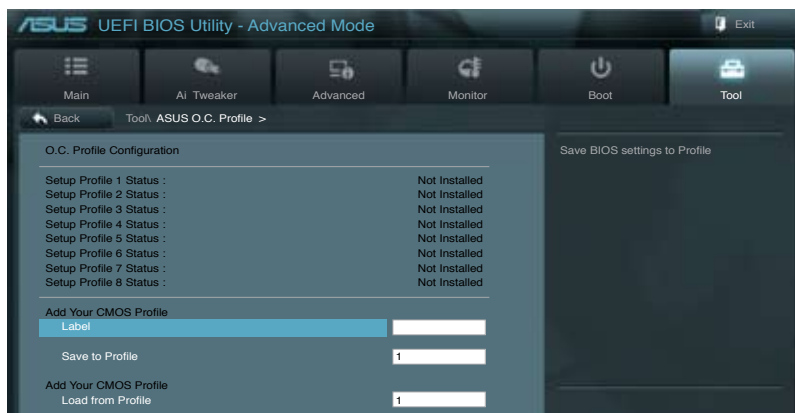 ASUS UEFI BIOS Utility - Advanced Mode
Exit
Main
Ai Tweaker
Advanced
Monitor
Boot
Tool
Back
Tool\ ASUS O.C. Profile >
O.C. Profile Configuration
Save BIOS settings to Profile
Setup Profile 1 Status : Not Installed
Setup Profile 2 Status : Not Installed
Setup Profile 3 Status : Not Installed
Setup Profile 4 Status : Not Installed
Setup Profile 5 Status : Not Installed
Setup Profile 6 Status : Not Installed
Setup Profile 7 Status : Not Installed
Setup Profile 8 Status : Not Installed
Add Your CMOS Profile
Label
Save to Profile 1
Add Your CMOS Profile
Load from Profile 1